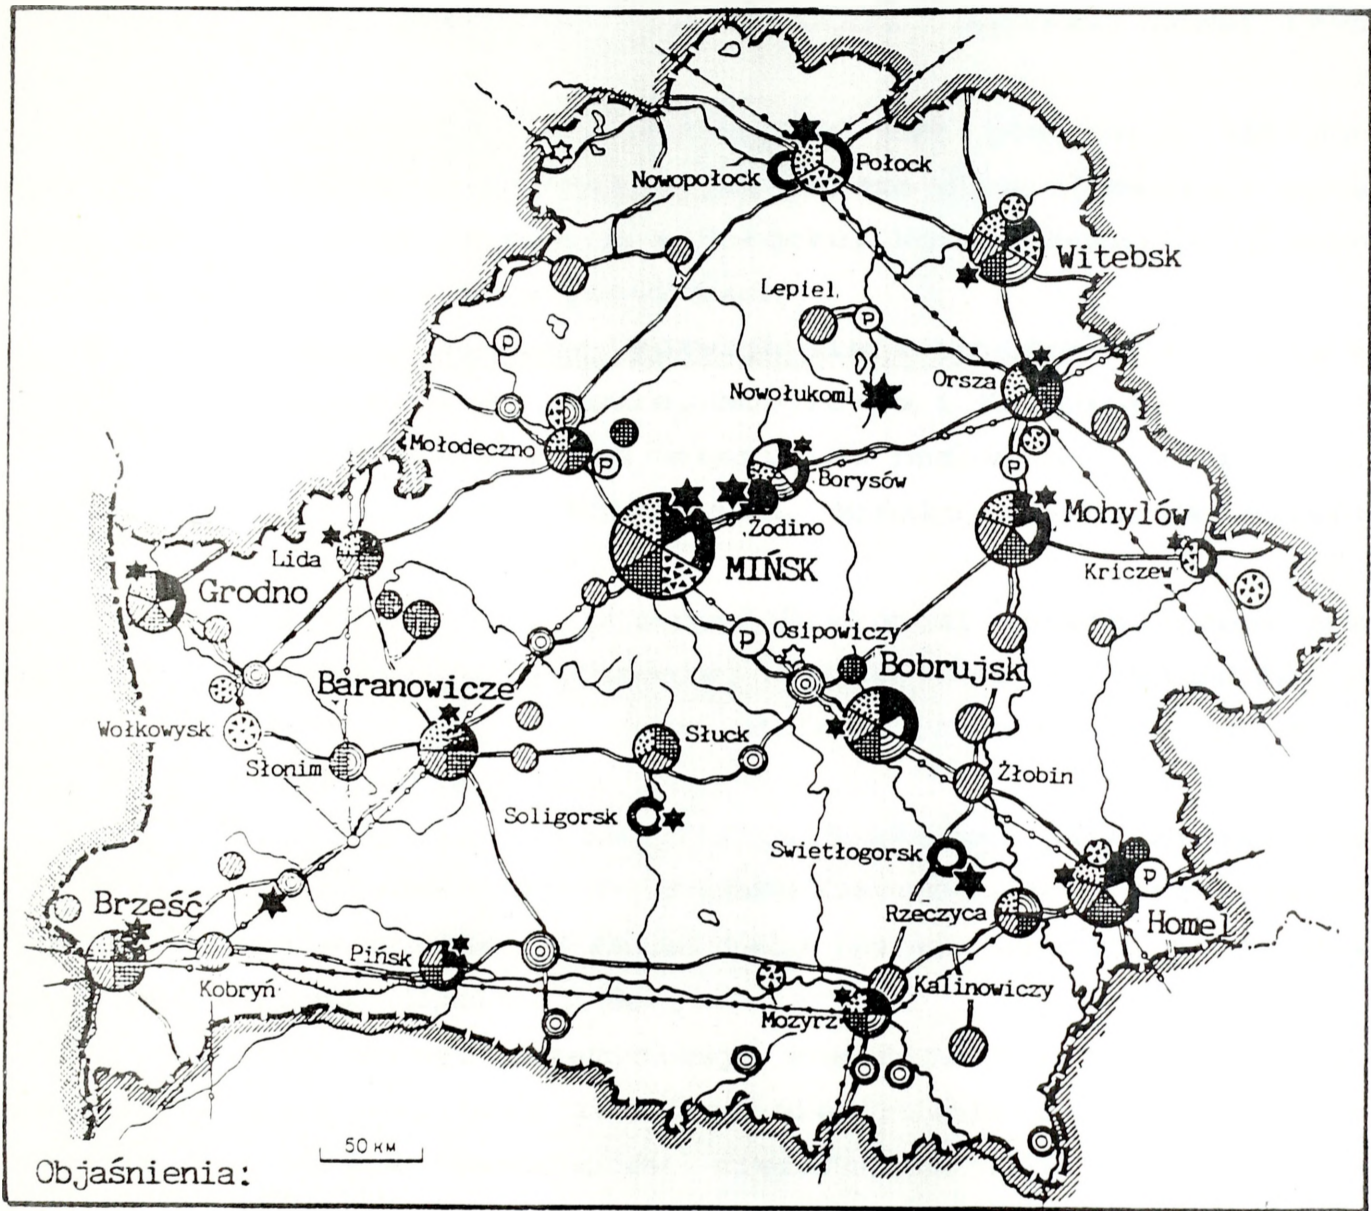 Nowopołock
Połock
Witebsk
Lepiel
P
P
Nowołukoml
Orsza
Mołodeczno
P
Borysów
P
Żodino
Mohylów
MIŃSK
Lida
Kriczew
Grodno
Osipowiczy
P
Bobrujsk
Baranowicze
Wołkowysk
Słuck
Słonim
Żłobin
Soligorsk
Swietłogorsk
P
Brześć
Rzeczyca
Homel
Pińsk
Kobryń
Kalinowiczy
Mozyrz
50 км
Objaśnienia: